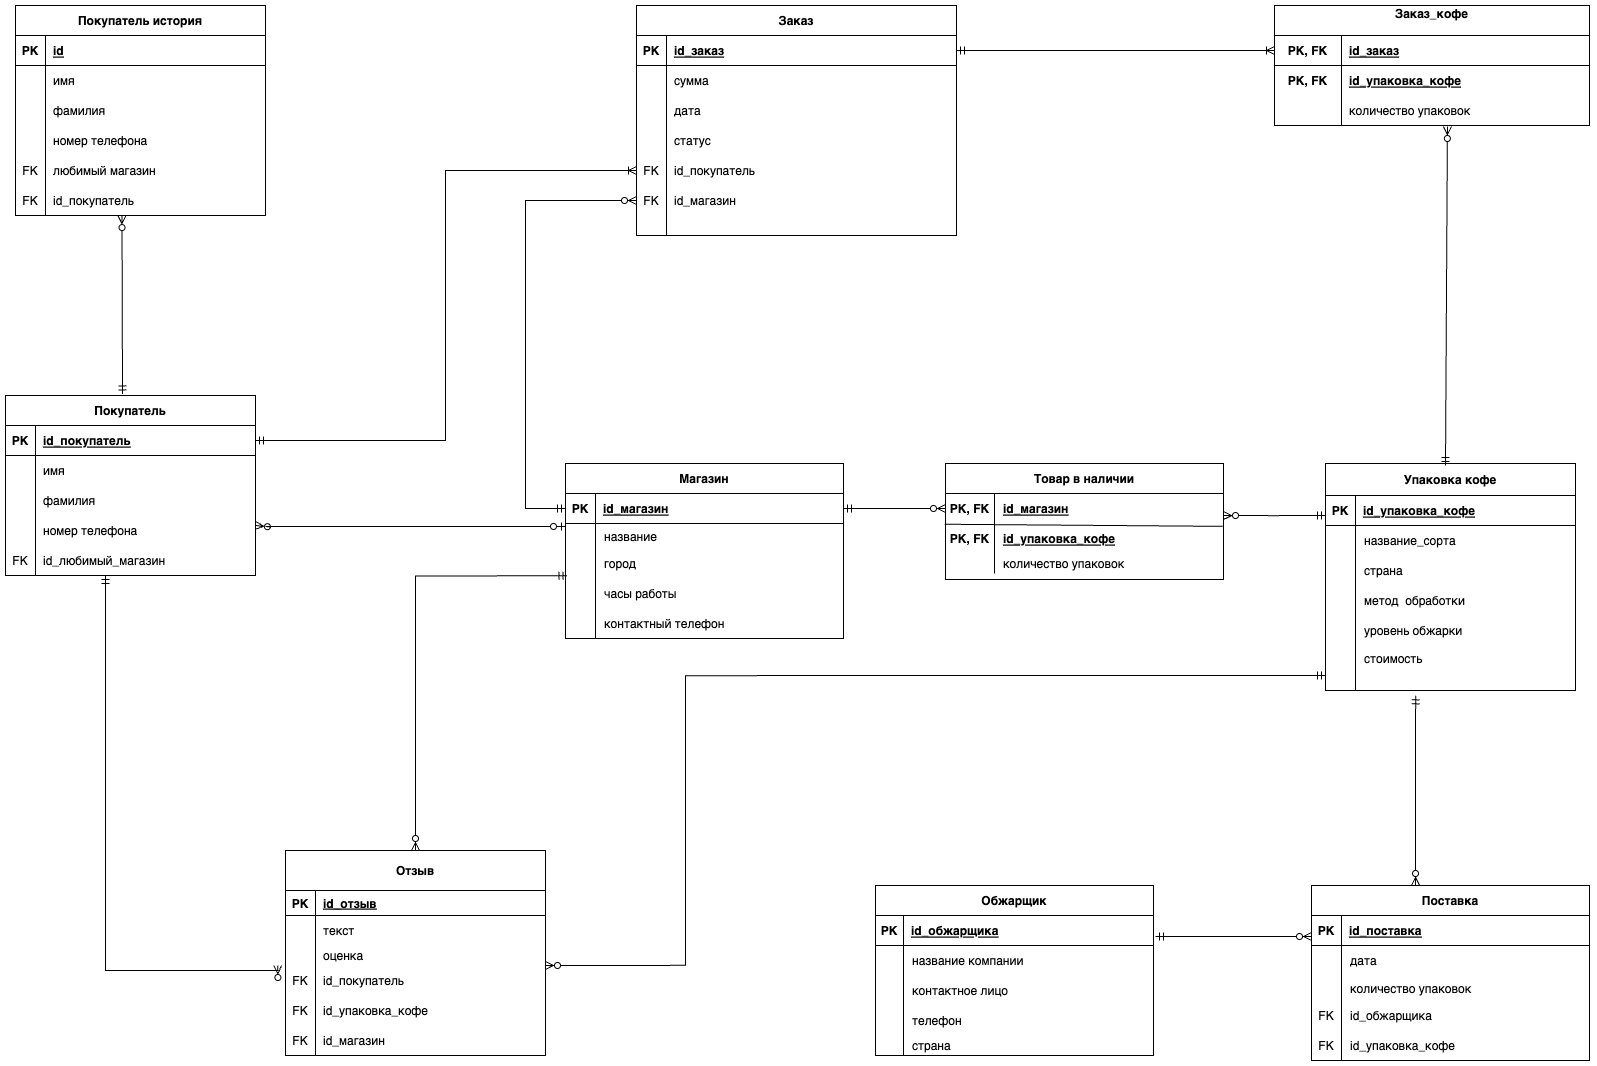 Покупатель история
PK id
имя
фамилия
номер телефона
FK любимый магазин
FK id_покупатель
Заказ
PK id_заказ
сумма
дата
статус
FK id_покупатель
FK id_магазин
Заказ_кофе
PK, FK id_заказ
PK, FK id_упаковка_кофе
количество упаковок
Покупатель
PK id_покупатель
имя
фамилия
номер телефона
FK id_любимый_магазин
Магазин
PK id_магазин
название
город
часы работы
контактный телефон
Товар в наличии
PK, FK id_магазин
PK, FK id_упаковка_кофе
количество упаковок
Упаковка кофе
PK id_упаковка_кофе
название_сорта
страна
метод  обработки
уровень обжарки
стоимость
Отзыв
PK id_отзыв
текст
оценка
FK id_покупатель
FK id_упаковка_кофе
FK id_магазин
Обжарщик
PK id_обжарщика
название компании
контактное лицо
телефон
страна
Поставка
PK id_поставка
дата
количество упаковок
FK id_обжарщика
FK id_упаковка_кофе